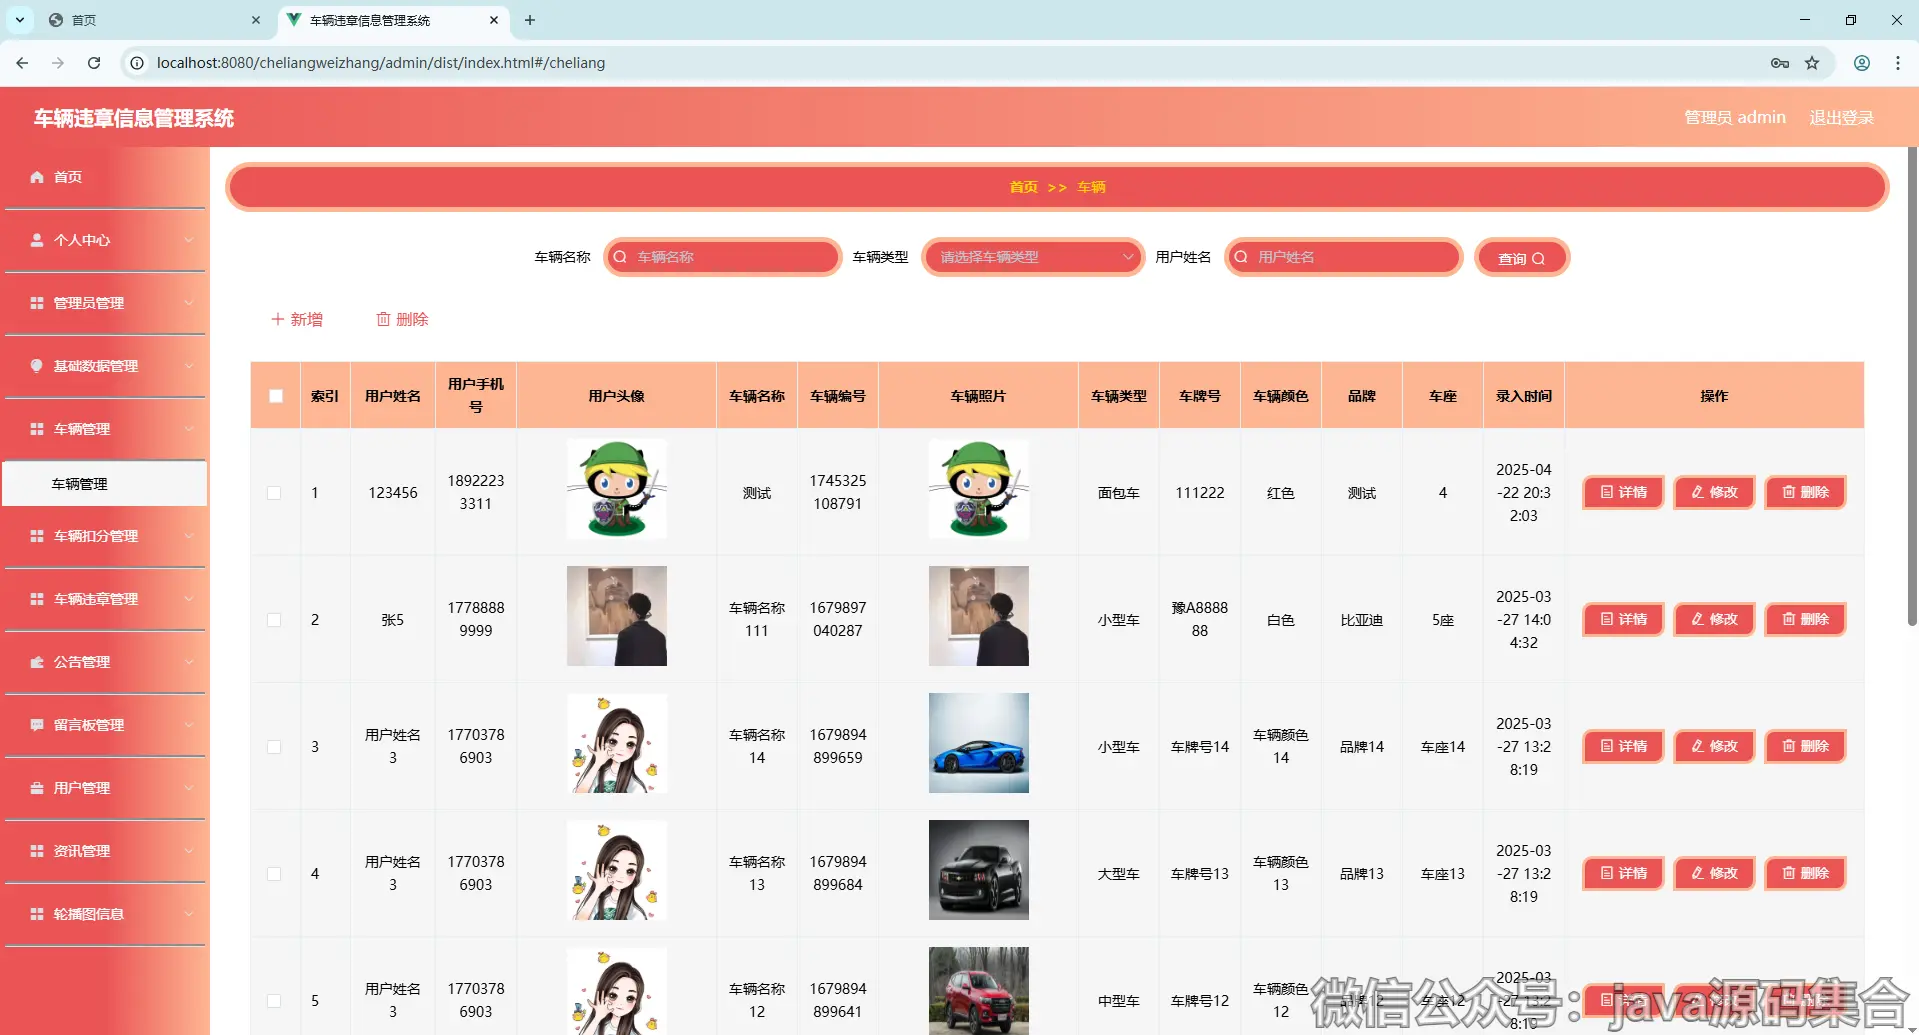 首页
车辆违章信息管理系统
localhost:8080/cheliangweizhang/admin/dist/index.html#/cheliang
车辆违章信息管理系统
管理员 admin 退出登录
首页
个人中心
管理员管理
基础数据管理
车辆管理
车辆管理
车辆扣分管理
车辆违章管理
公告管理
留言板管理
用户管理
资讯管理
轮播图信息
首页 >> 车辆
车辆名称 车辆名称 车辆类型 请选择车辆类型 用户姓名 用户姓名 查询
新增 删除
索引 用户姓名 用户手机号 用户头像 车辆名称 车辆编号 车辆照片 车辆类型 车牌号 车辆颜色 品牌 车座 录入时间 操作
1 123456 18922233311 测试 1745325108791 面包车 111222 红色 测试 4 2025-04-22 20:32:03 详情 修改 删除
2 张5 17788889999 车辆名称111 1679897040287 小型车 豫A888888 白色 比亚迪 5座 2025-03-27 14:04:32 详情 修改 删除
3 用户姓名3 17703786903 车辆名称14 1679894899659 小型车 车牌号14 车辆颜色14 品牌14 车座14 2025-03-27 13:28:19 详情 修改 删除
4 用户姓名3 17703786903 车辆名称13 1679894899684 大型车 车牌号13 车辆颜色13 品牌13 车座13 2025-03-27 13:28:19 详情 修改 删除
5 用户姓名3 17703786903 车辆名称12 1679894899641 中型车 车牌号12 车辆颜色12 品牌12 车座12 2025-03-27 13:28:19
微信公众号：java源码集合